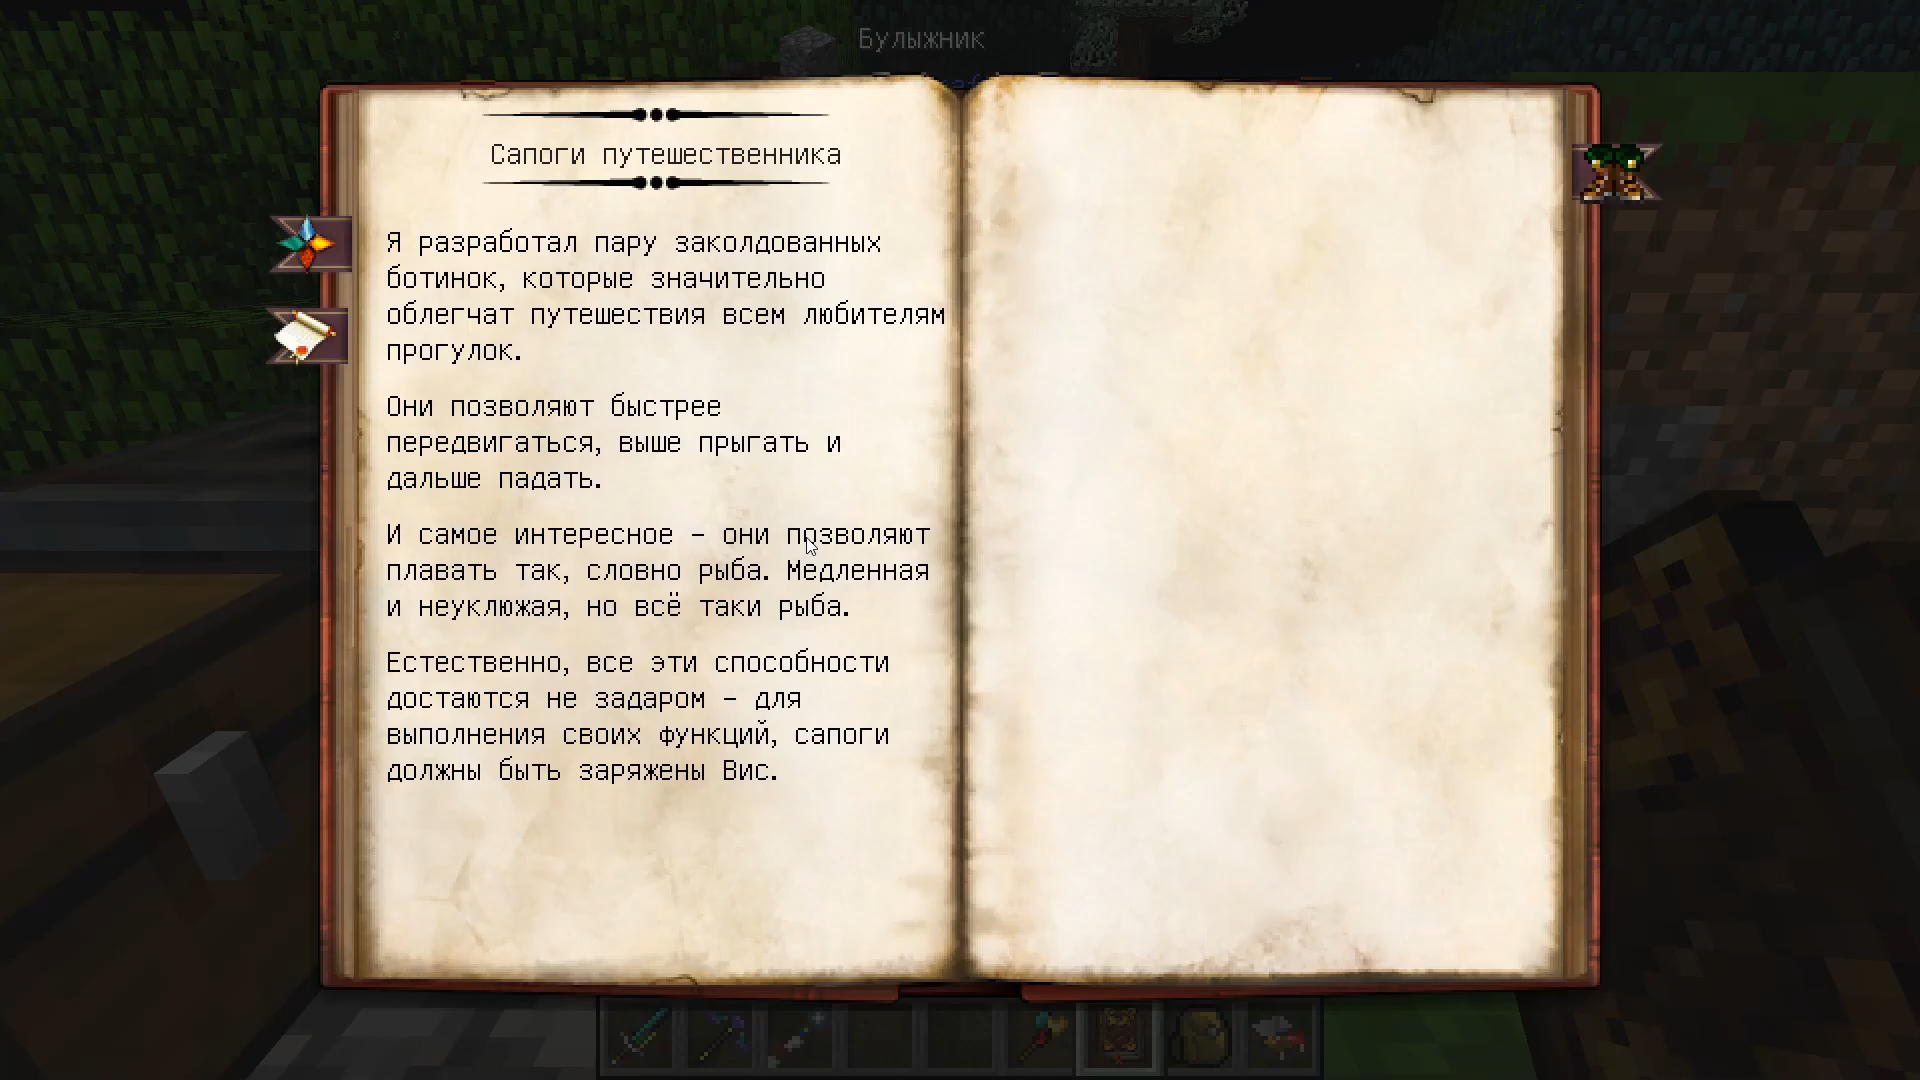 Булыжник
Сапоги путешественника
Я разработал пару заколдованных
ботинок, которые значительно
облегчат путешествия всем любителям
прогулок.
Они позволяют быстрее
передвигаться, выше прыгать и
дальше падать.
И самое интересное – они позволяют
плавать так, словно рыба. Медленная
и неуклюжая, но всё таки рыба.
Естественно, все эти способности
достаются не задаром – для
выполнения своих функций, сапоги
должны быть заряжены Вис.